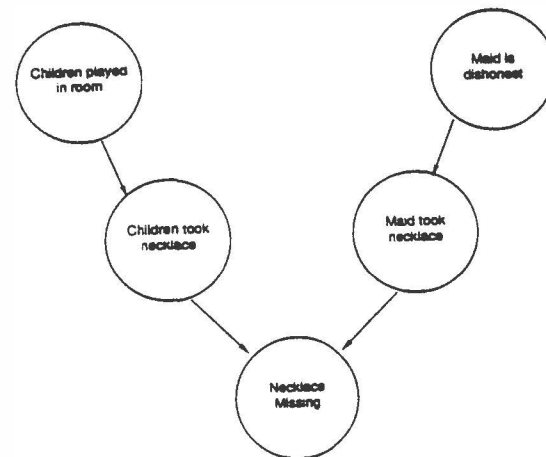 Children played
in room
Maid is
dishonest
Children took
necklace
Maid took
necklace
Necklace
Missing